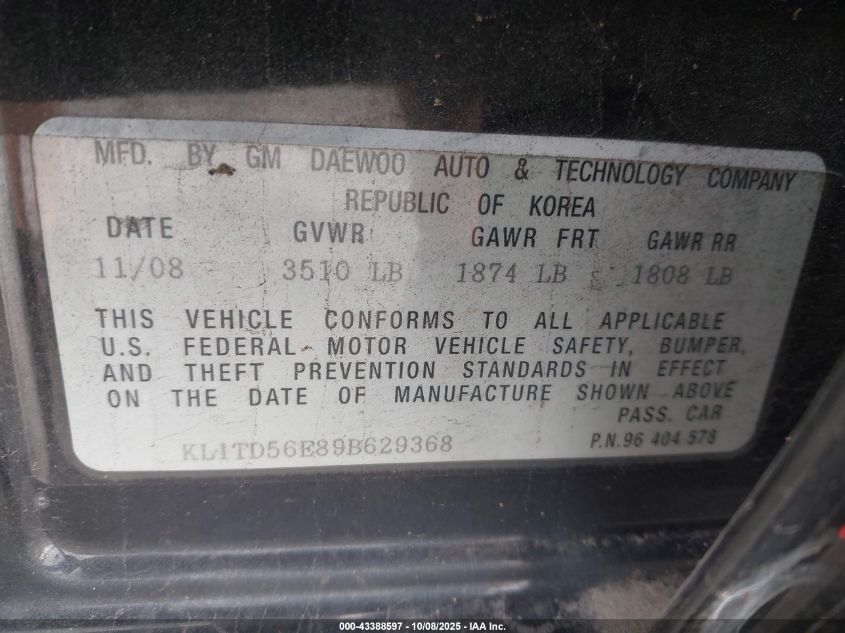 MFD. BY GM DAEWOO AUTO & TECHNOLOGY COMPANY
REPUBLIC OF KOREA
DATE GVWR GAWR FRT GAWR RR
11/08 3510 LB 1874 LB 1808 LB
THIS VEHICLE CONFORMS TO ALL APPLICABLE
U.S. FEDERAL MOTOR VEHICLE SAFETY, BUMPER,
AND THEFT PREVENTION STANDARDS IN EFFECT
ON THE DATE OF MANUFACTURE SHOWN ABOVE
PASS. CAR
KL1TD56E89B629368 P.N.96 404 578
000-43388597 - 10/08/2025 - IAA Inc.